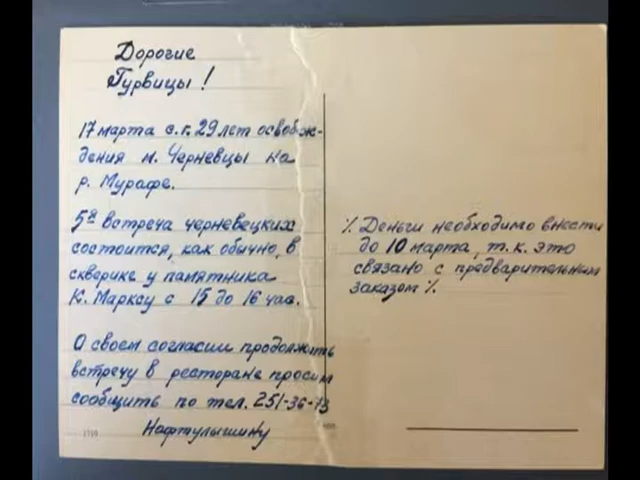 Дорогие
Гурвицы!
17 марта с.г. 29 лет освобож-
дения м. Черневцы на
р. Мурафе.
5ая встреча черневецких
состоится, как обычно, в
скверике у памятника
К. Марксу с 15 до 16 час.
О своем согласии продолжить
встречу в ресторане просим
сообщить по тел. 251-36-13
Нафтулишину
% Деньги необходимо внести
до 10 марта, т.к. это
связано с предварительным
заказом %.